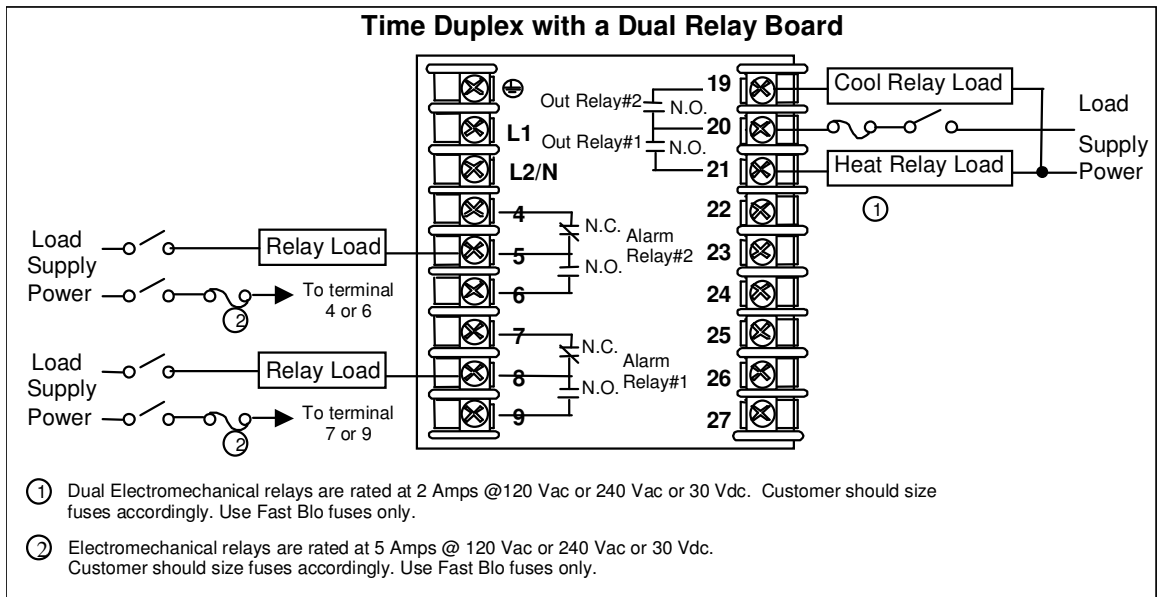 Time Duplex with a Dual Relay Board
19
Cool Relay Load
Out Relay#2
N.O.
Load
L1
20
Out Relay#1
N.O.
Supply
L2/N
21
Heat Relay Load
Power
1
4
22
N.C.
Alarm
Load
Relay Load
5
Relay#2
23
Supply
N.O.
Power
To terminal
6
24
2
4 or 6
7
25
N.C.
Load
Alarm
Relay Load
8
Relay#1
26
Supply
N.O.
Power
To terminal
9
27
2
7 or 9
1 Dual Electromechanical relays are rated at 2 Amps @120 Vac or 240 Vac or 30 Vdc. Customer should size
fuses accordingly. Use Fast Blo fuses only.
2 Electromechanical relays are rated at 5 Amps @ 120 Vac or 240 Vac or 30 Vdc.
Customer should size fuses accordingly. Use Fast Blo fuses only.